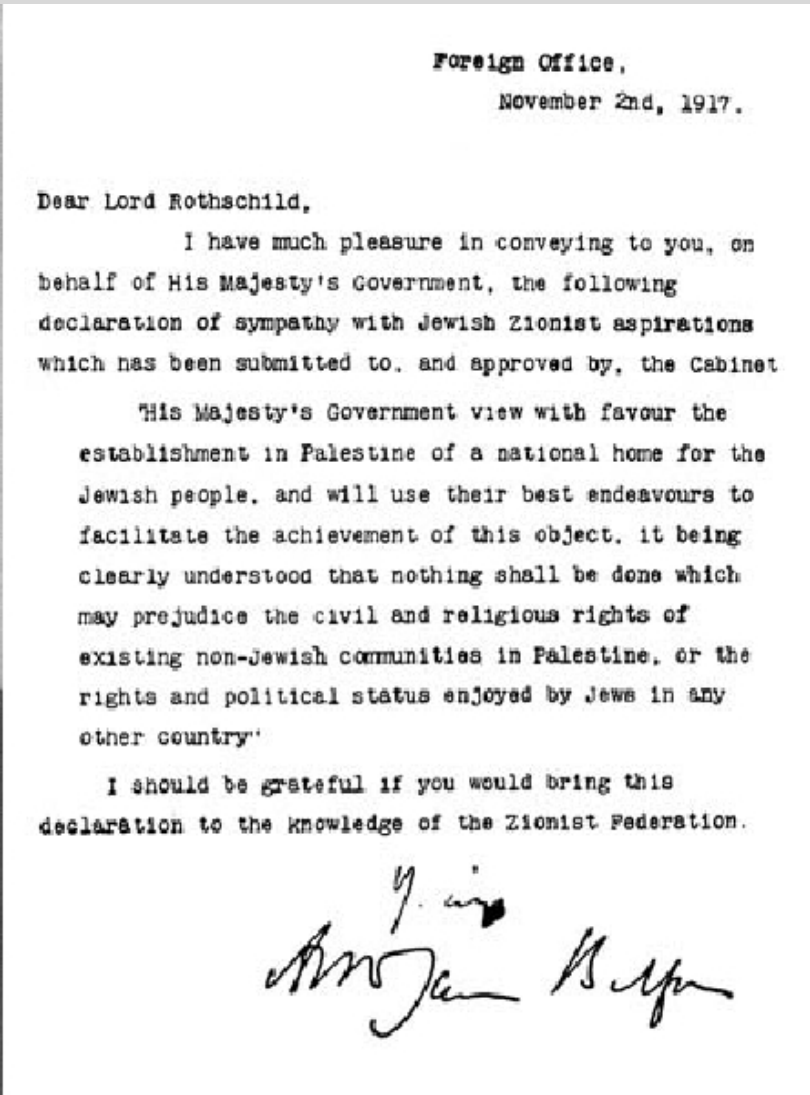 Foreign Office,
November 2nd, 1917.
Dear Lord Rothschild,
I have much pleasure in conveying to you, on
behalf of His Majesty's Government, the following
declaration of sympathy with Jewish Zionist aspirations
which has been submitted to, and approved by, the Cabinet
"His Majesty's Government view with favour the
establishment in Palestine of a national home for the
Jewish people, and will use their best endeavours to
facilitate the achievement of this object, it being
clearly understood that nothing shall be done which
may prejudice the civil and religious rights of
existing non-Jewish communities in Palestine, or the
rights and political status enjoyed by Jews in any
other country"
I should be grateful if you would bring this
declaration to the knowledge of the Zionist Federation.